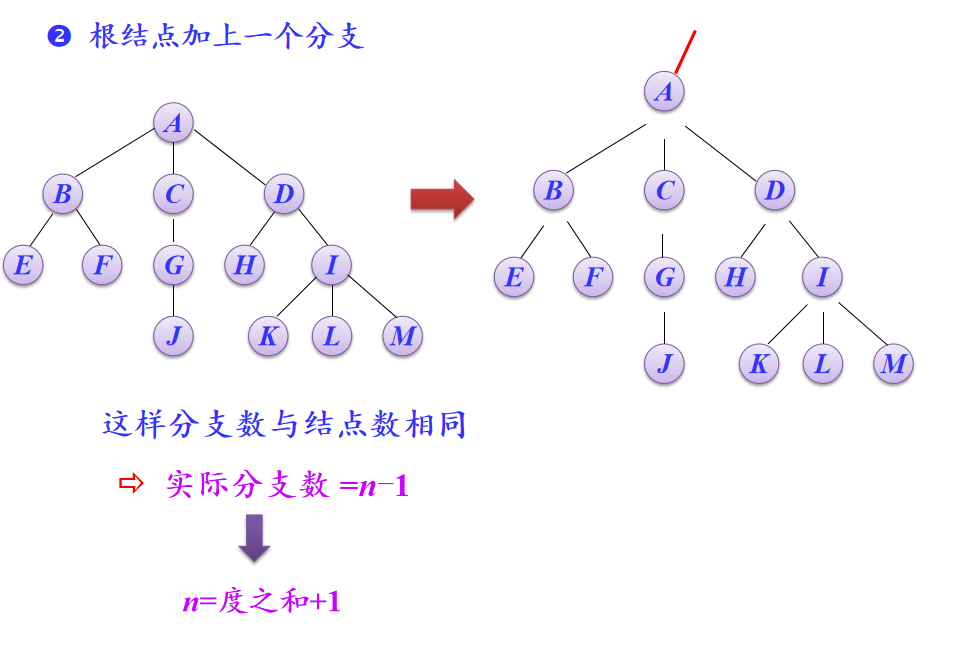 ❷ 根结点加上一个分支
A
B C D
E F G H I
J K L M
A
B C D
E F G H I
J K L M
这样分支数与结点数相同
⇨ 实际分支数 =n−1
n=度之和+1